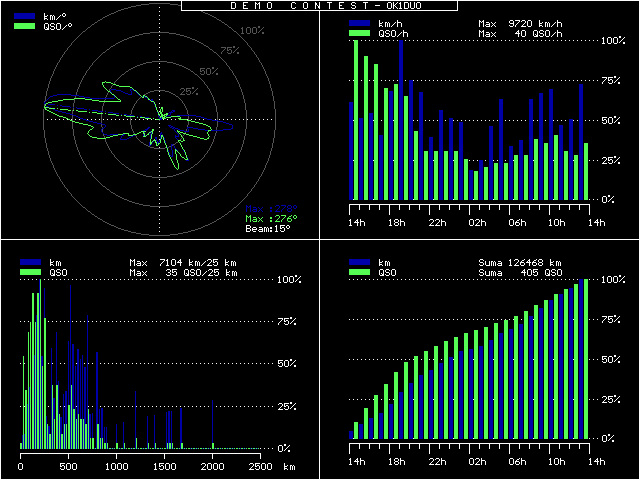 DEMO CONTEST - OK1DUO
km/°
QSO/°
100%
75%
50%
25%
Max :276°
Beam:15°
km/h Max 9720 km/h
QSO/h Max 40 QSO/h
100%
75%
50%
25%
0%
14h 18h 22h 02h 06h 10h 14h
km Max 7104 km/25 km
QSO Max 35 QSO/25 km
100%
75%
50%
25%
0%
0 500 1000 1500 2000 2500 km
km Suma 126468 km
QSO Suma 405 QSO
100%
75%
50%
25%
0%
14h 18h 22h 02h 06h 10h 14h